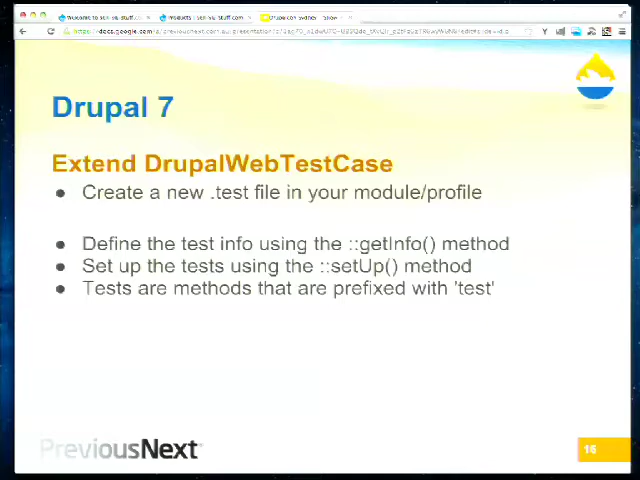 Drupal 7
Extend DrupalWebTestCase
● Create a new .test file in your module/profile
● Define the test info using the ::getInfo() method
● Set up the tests using the ::setUp() method
● Tests are methods that are prefixed with 'test'
PreviousNext
16